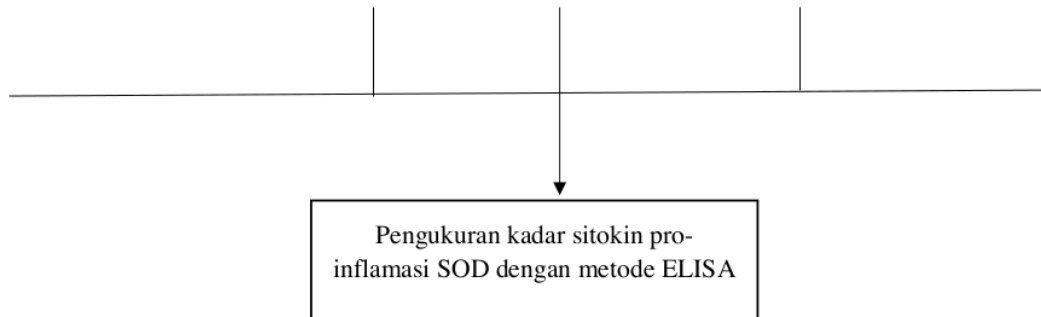 Pengukuran kadar sitokin pro-
inflamasi SOD dengan metode ELISA